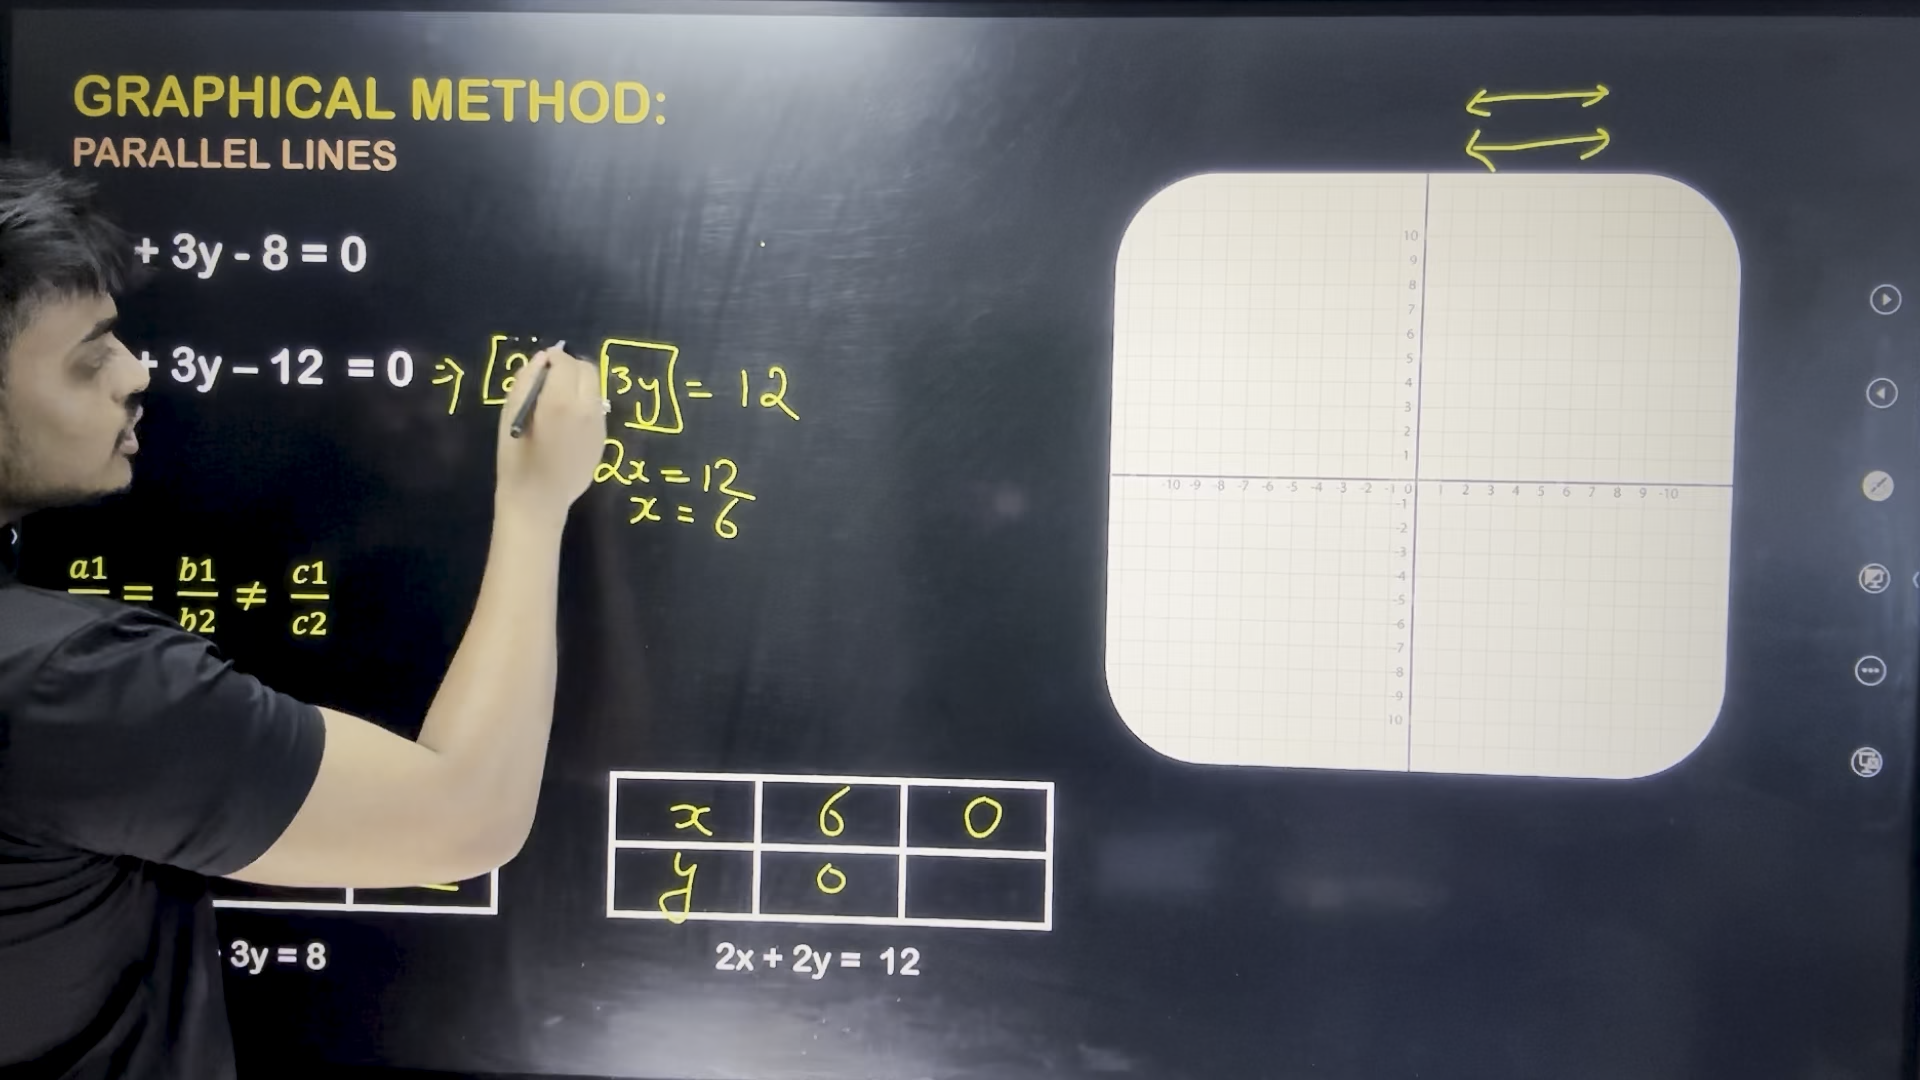 GRAPHICAL METHOD:
PARALLEL LINES
+ 3y - 8 = 0
+ 3y – 12 = 0 ⇒ 2 3y = 12
2x = 12
x = 6
a1 = b1 ≠ c1
b2 c2
x 6 0
y 0
3y = 8
2x + 2y = 12
10
9
8
7
6
5
4
3
2
1
-10 -9 -8 -7 -6 -5 -4 -3 -2 -1 0 1 2 3 4 5 6 7 8 9 -10
-1
-2
-3
-4
-5
-6
-7
-8
-9
10